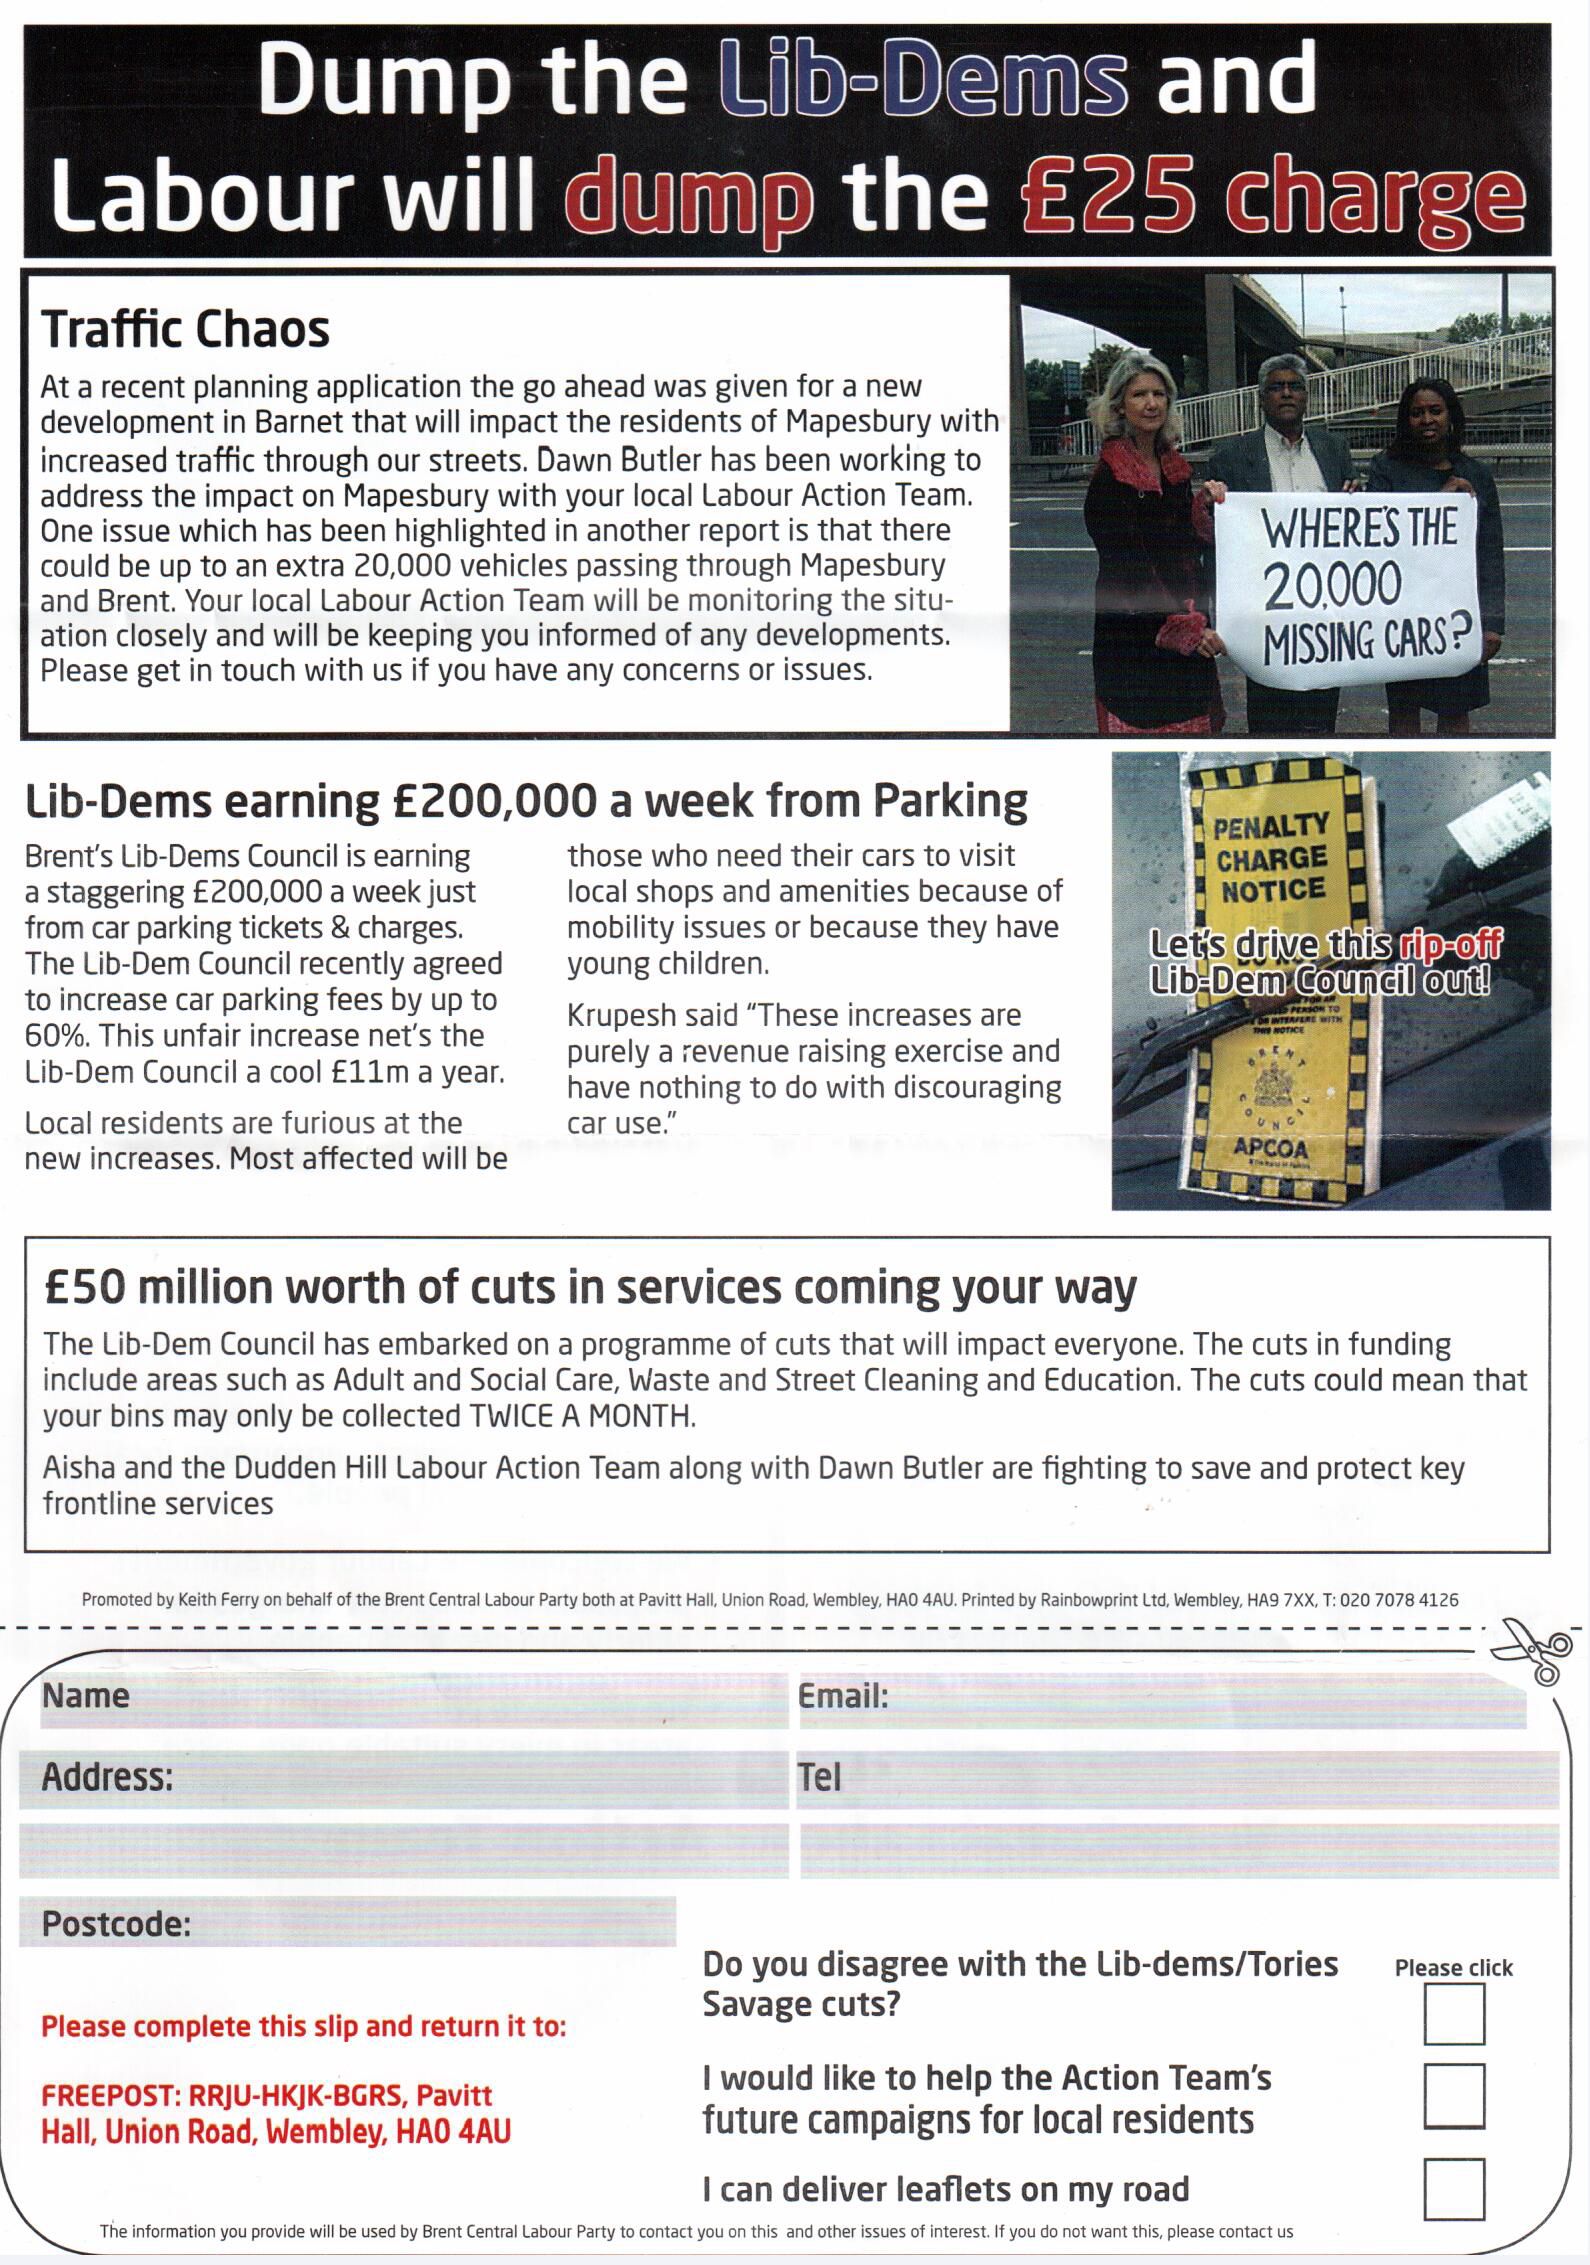 Dump the Lib-Dems and
Labour will dump the £25 charge
Traffic Chaos
At a recent planning application the go ahead was given for a new
development in Barnet that will impact the residents of Mapesbury with
increased traffic through our streets. Dawn Butler has been working to
address the impact on Mapesbury with your local Labour Action Team.
One issue which has been highlighted in another report is that there
could be up to an extra 20,000 vehicles passing through Mapesbury
and Brent. Your local Labour Action Team will be monitoring the situ-
ation closely and will be keeping you informed of any developments.
Please get in touch with us if you have any concerns or issues.
WHERE'S THE
20,000
MISSING CARS?
Lib-Dems earning £200,000 a week from Parking
Brent's Lib-Dems Council is earning
a staggering £200,000 a week just
from car parking tickets & charges.
The Lib-Dem Council recently agreed
to increase car parking fees by up to
60%. This unfair increase net's the
Lib-Dem Council a cool £11m a year.
Local residents are furious at the
new increases. Most affected will be
those who need their cars to visit
local shops and amenities because of
mobility issues or because they have
young children.
Krupesh said “These increases are
purely a revenue raising exercise and
have nothing to do with discouraging
car use.”
PENALTY
CHARGE
NOTICE
Let's drive this rip-off
Lib-Dem Council out!
PERSON TO
OR INTERFERE WITH
THIS NOTICE
BRENT
COUNCIL
APCOA
£50 million worth of cuts in services coming your way
The Lib-Dem Council has embarked on a programme of cuts that will impact everyone. The cuts in funding
include areas such as Adult and Social Care, Waste and Street Cleaning and Education. The cuts could mean that
your bins may only be collected TWICE A MONTH.
Aisha and the Dudden Hill Labour Action Team along with Dawn Butler are fighting to save and protect key
frontline services
Promoted by Keith Ferry on behalf of the Brent Central Labour Party both at Pavitt Hall, Union Road, Wembley, HA0 4AU. Printed by Rainbowprint Ltd, Wembley, HA9 7XX, T: 020 7078 4126
Name
Email:
Address:
Tel
Postcode:
Please complete this slip and return it to:
FREEPOST: RRJU-HKJK-BGRS, Pavitt
Hall, Union Road, Wembley, HA0 4AU
Do you disagree with the Lib-dems/Tories
Savage cuts?
Please click
I would like to help the Action Team's
future campaigns for local residents
I can deliver leaflets on my road
The information you provide will be used by Brent Central Labour Party to contact you on this and other issues of interest. If you do not want this, please contact us